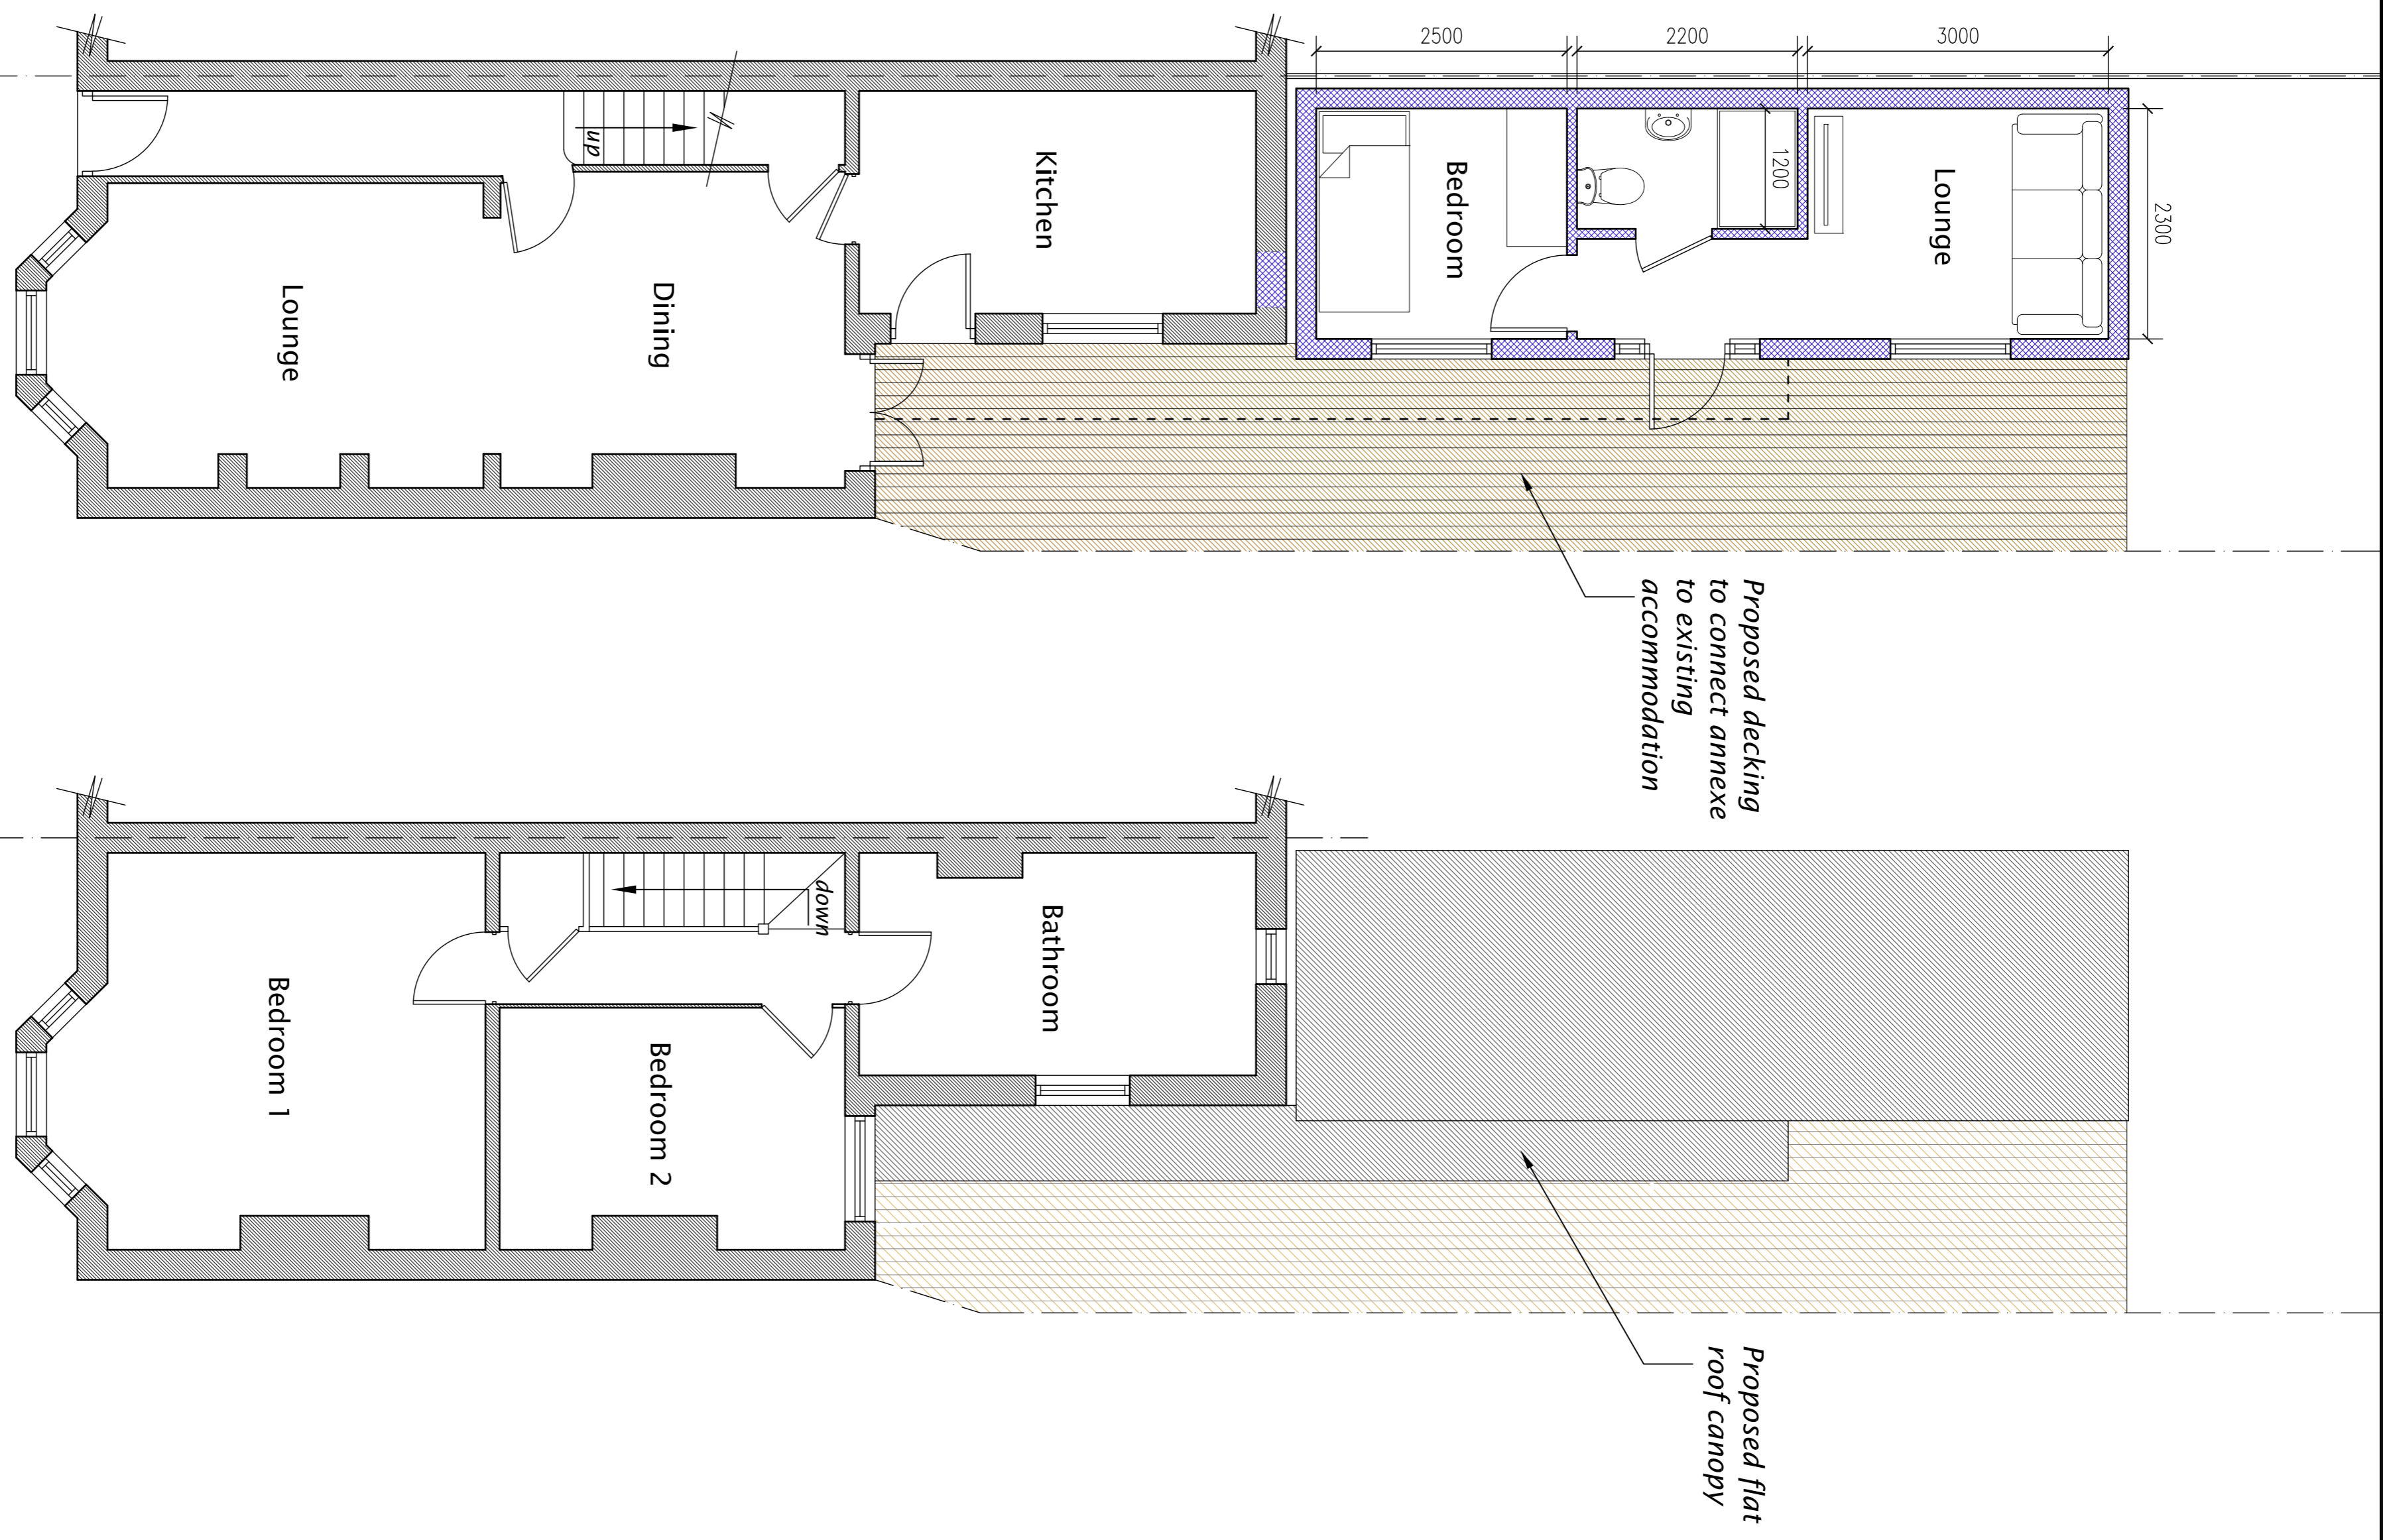 2500
2200
3000
2300
1200
Lounge
Bedroom
Kitchen
up
Dining
Lounge
Proposed decking
to connect annexe
to existing
accommodation
down
Bathroom
Bedroom 1
Bedroom 2
Proposed flat
roof canopy